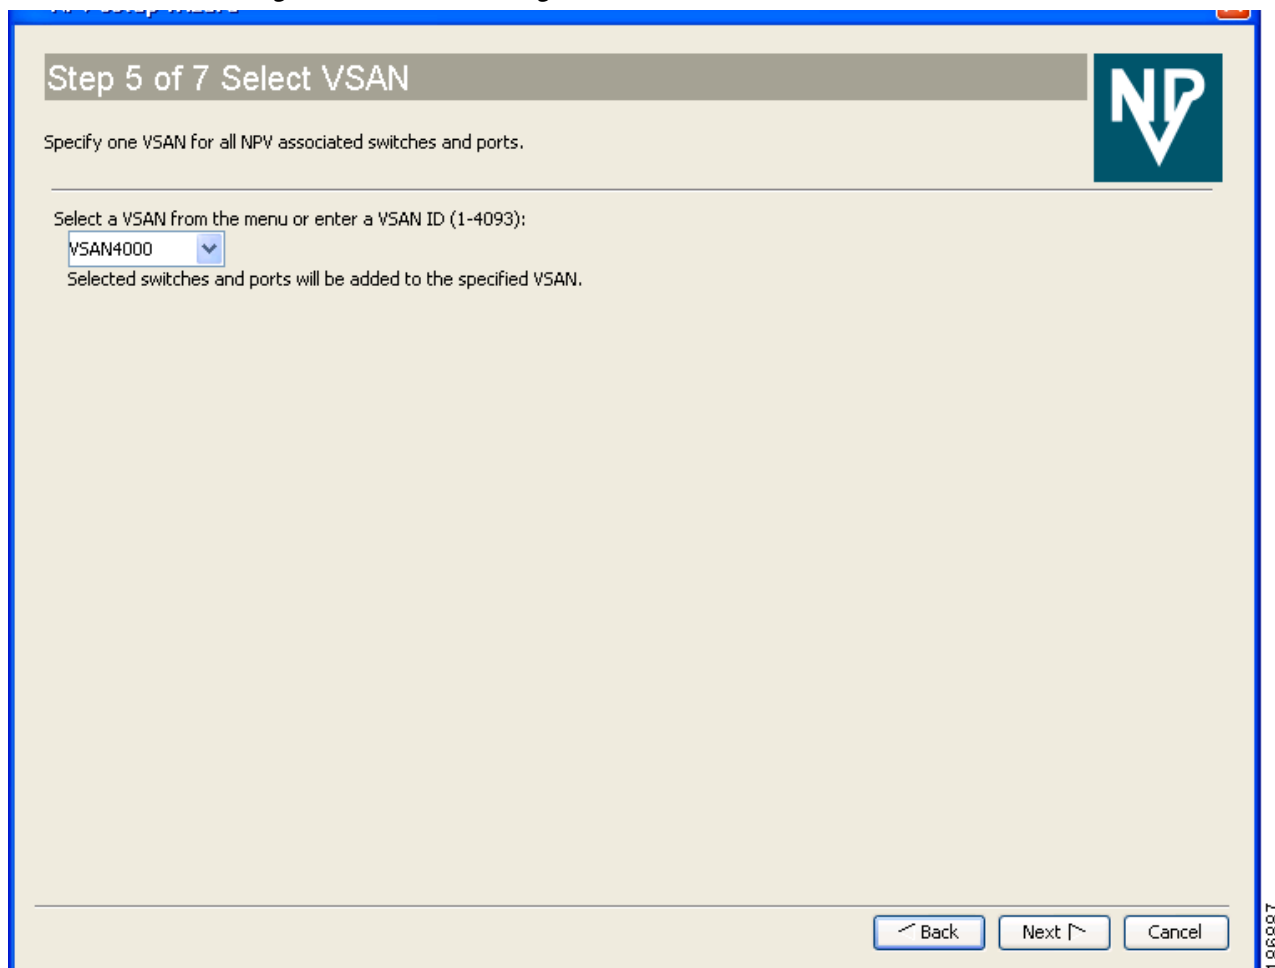 Step 5 of 7 Select VSAN
NPV
Specify one VSAN for all NPV associated switches and ports.
Select a VSAN from the menu or enter a VSAN ID (1-4093):
VSAN4000
Selected switches and ports will be added to the specified VSAN.
Back Next Cancel
186887